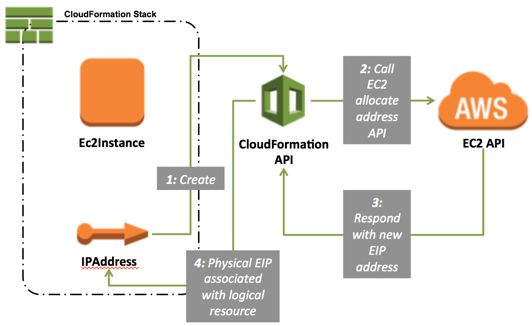 CloudFormation Stack
Ec2Instance
1: Create
IPAddress
CloudFormation
API
2: Call
EC2
allocate
address
API
AWS
EC2 API
3:
Respond
with new
EIP
address
4: Physical EIP
associated
with logical
resource